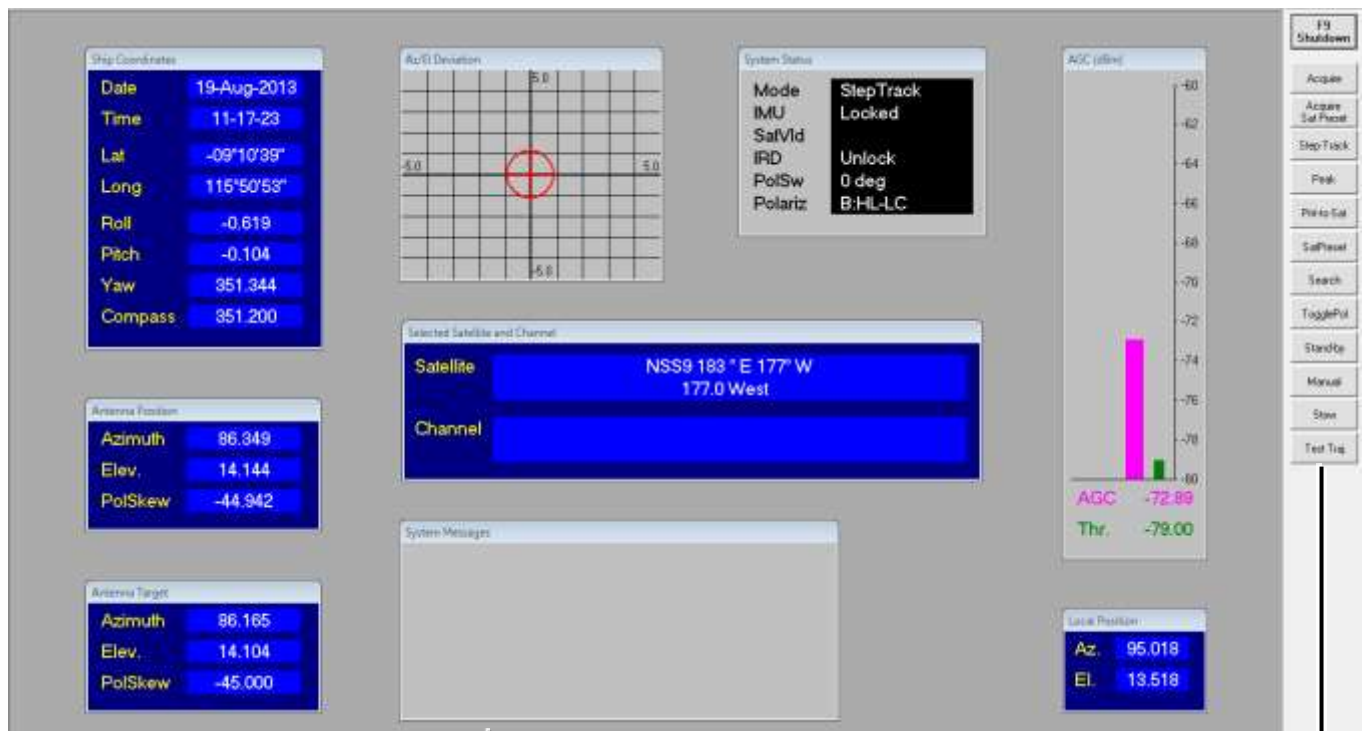 Ship Coordinates
Date 19-Aug-2013
Time 11-17-23
Lat -09°10'39"
Long 115°50'53"
Roll -0.619
Pitch -0.104
Yaw 351.344
Compass 351.200
Antenna Position
Azimuth 86.349
Elev. 14.144
PolSkew -44.942
Antenna Target
Azimuth 86.165
Elev. 14.104
PolSkew -45.000
Az/El Deviation
5.0
-5.0 5.0
-5.0
System Status
Mode StepTrack
IMU Locked
SatVld
IRD Unlock
PolSw 0 deg
Polariz B:HL-LC
Selected Satellite and Channel
Satellite NSS9 183 ° E 177° W
177.0 West
Channel
System Messages
AGC (dBm)
-60
-62
-64
-66
-68
-70
-72
-74
-76
-78
-80
AGC -72.89
Thr. -79.00
Local Position
Az. 95.018
El. 13.518
F9
Shutdown
Acquire
Acquire
Sat Preset
Step Track
Peak
Pnt-to-Sat
SatPreset
Search
TogglePol
Standby
Manual
Stow
Test Traj.